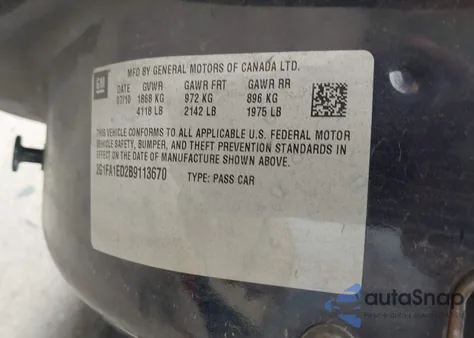 GM
MFD BY GENERAL MOTORS OF CANADA LTD.
DATE GVWR GAWR FRT GAWR RR
07/10 1868 KG 972 KG 896 KG
4118 LB 2142 LB 1975 LB
THIS VEHICLE CONFORMS TO ALL APPLICABLE U.S. FEDERAL MOTOR
VEHICLE SAFETY, BUMPER, AND THEFT PREVENTION STANDARDS IN
EFFECT ON THE DATE OF MANUFACTURE SHOWN ABOVE.
2G1FA1ED2B9113670
TYPE: PASS CAR
autoSnap